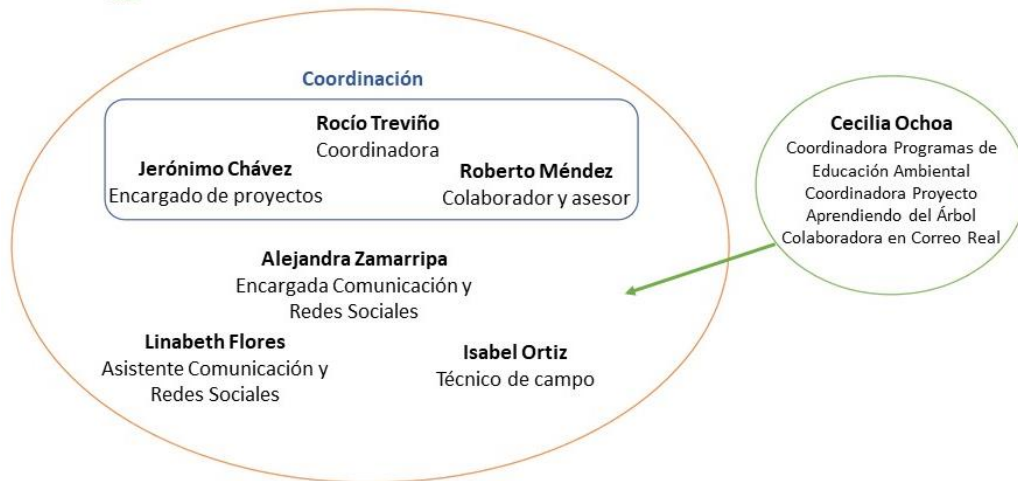 Coordinación
Rocío Treviño
Coordinadora
Jerónimo Chávez
Encargado de proyectos
Roberto Méndez
Colaborador y asesor
Alejandra Zamarripa
Encargada Comunicación y
Redes Sociales
Linabeth Flores
Asistente Comunicación y
Redes Sociales
Isabel Ortiz
Técnico de campo
Cecilia Ochoa
Coordinadora Programas de
Educación Ambiental
Coordinadora Proyecto
Aprendiendo del Árbol
Colaboradora en Correo Real